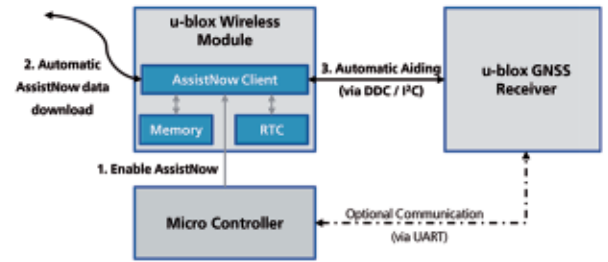 u-blox Wireless
Module
2. Automatic
AssistNow data
download
AssistNow Client
3. Automatic Aiding
(via DDC / I²C)
u-blox GNSS
Receiver
Memory
RTC
1. Enable AssistNow
Micro Controller
Optional Communication
(via UART)